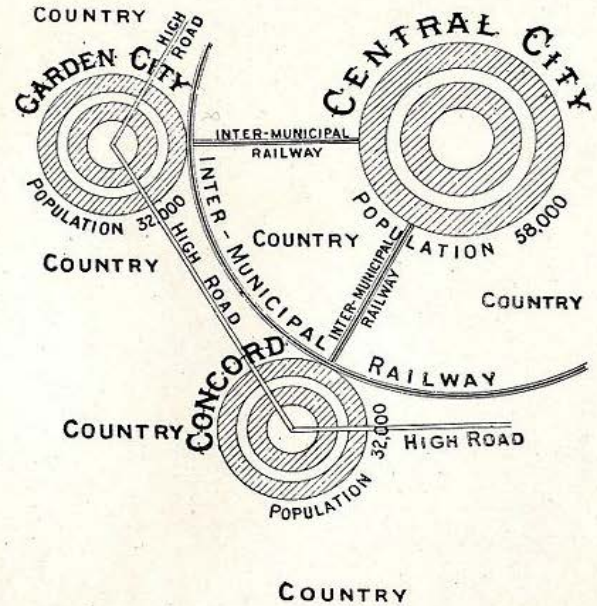 COUNTRY
HIGH
ROAD
GARDEN CITY
POPULATION 32,000
CENTRAL CITY
POPULATION 58,000
INTER-MUNICIPAL
RAILWAY
INTER-MUNICIPAL RAILWAY
COUNTRY
INTER-MUNICIPAL
RAILWAY
COUNTRY
COUNTRY
HIGH ROAD
COUNTRY
CONCORD
POPULATION 32,000
HIGH ROAD
COUNTRY